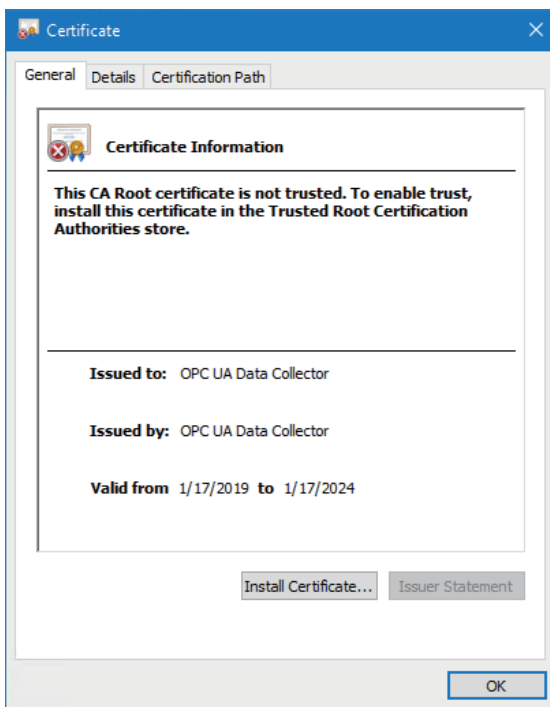 Certificate
General Details Certification Path
Certificate Information
This CA Root certificate is not trusted. To enable trust,
install this certificate in the Trusted Root Certification
Authorities store.
Issued to: OPC UA Data Collector
Issued by: OPC UA Data Collector
Valid from 1/17/2019 to 1/17/2024
Install Certificate... Issuer Statement
OK